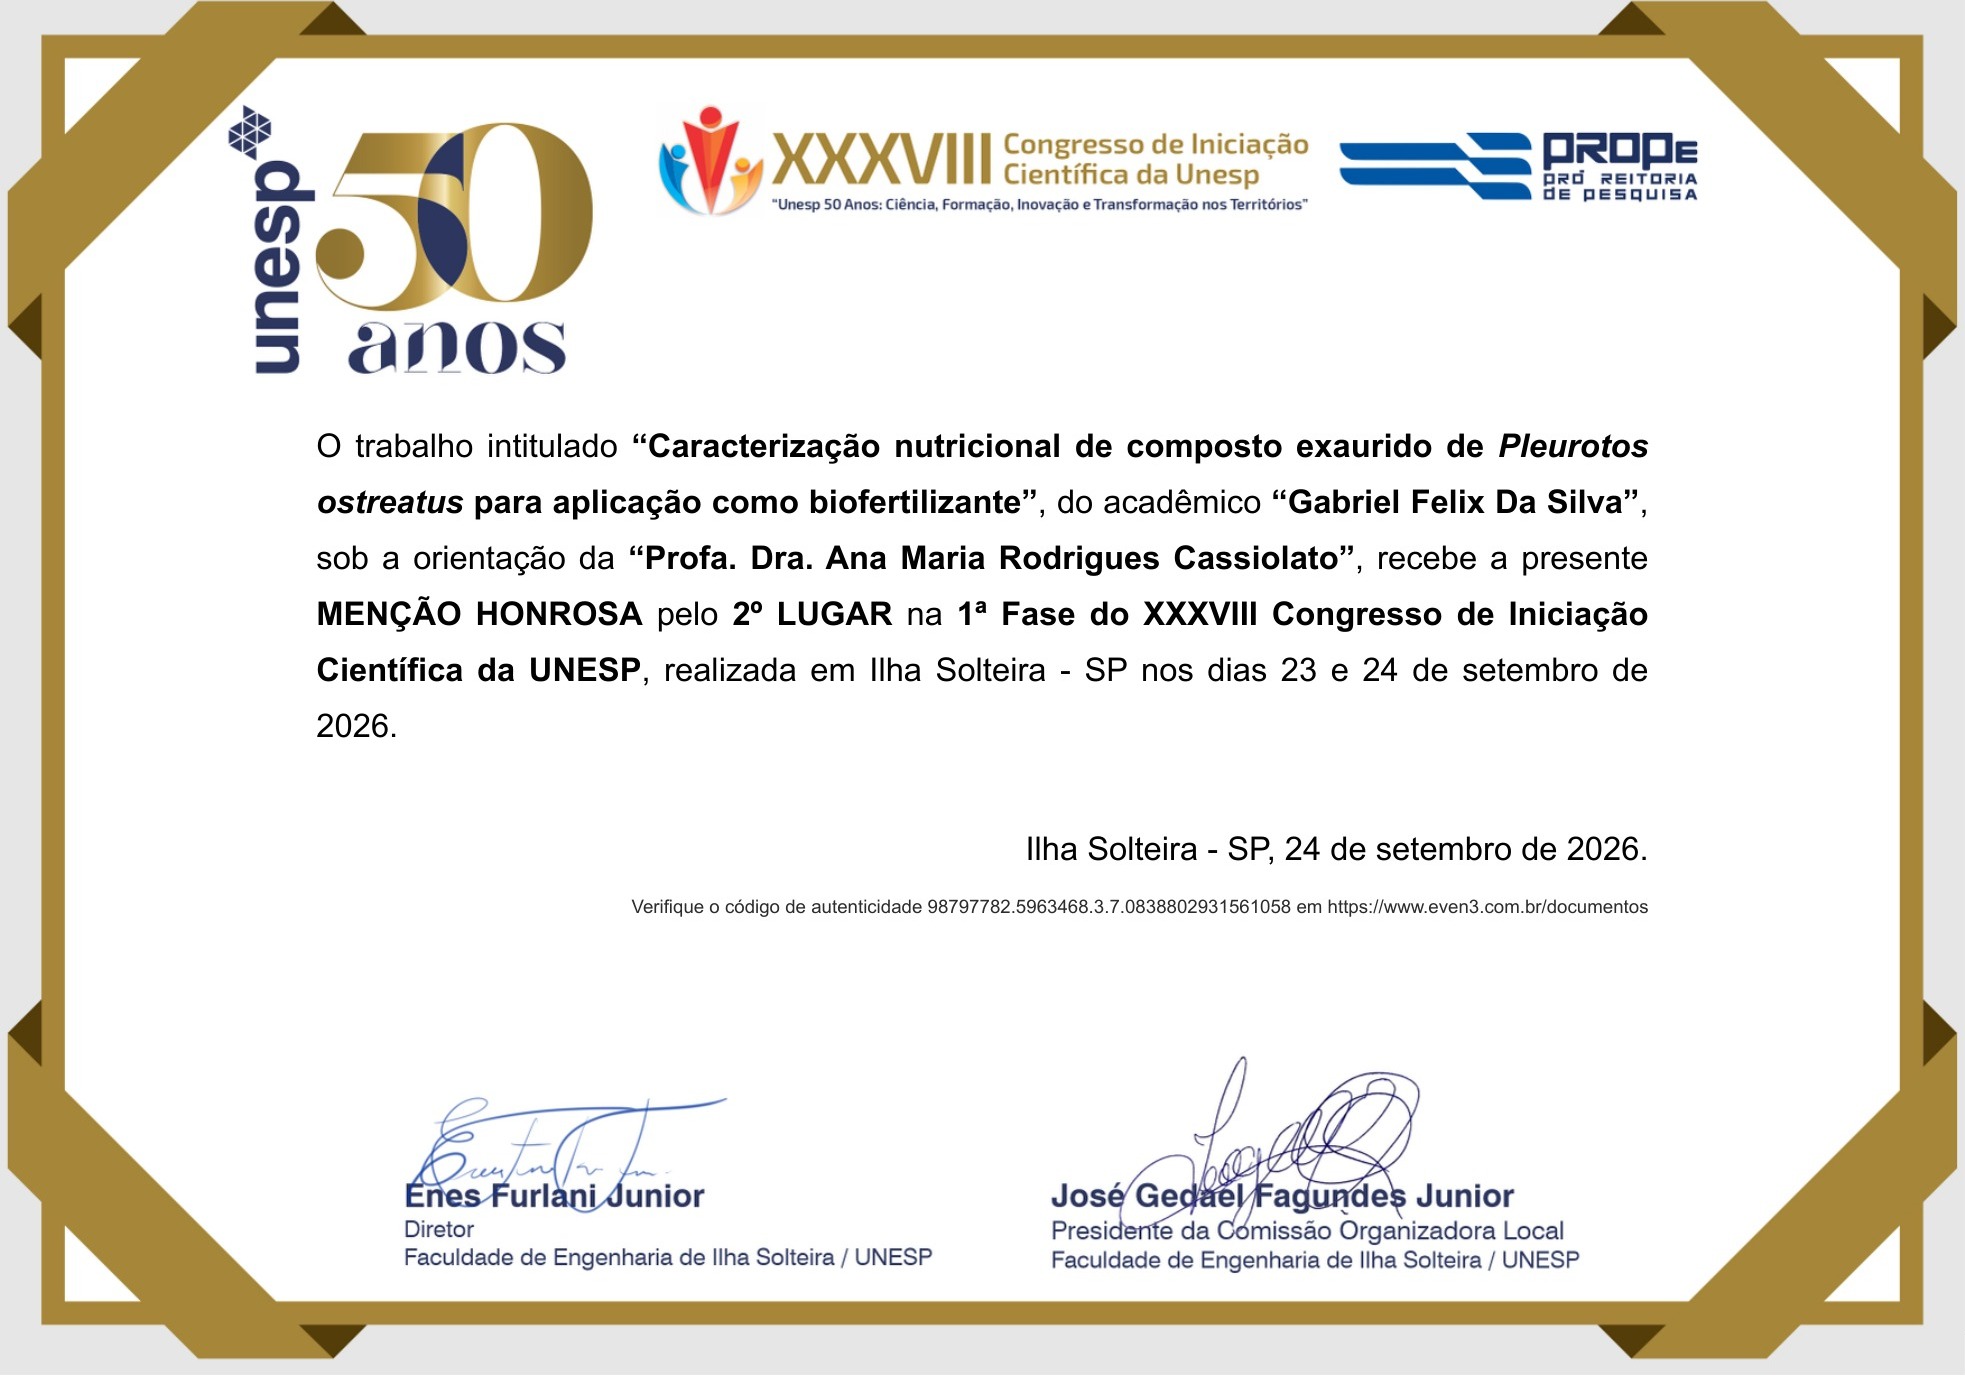 unesp
50
anos
XXXVIII Congresso de Iniciação
Científica da Unesp
"Unesp 50 Anos: Ciência, Formação, Inovação e Transformação nos Territórios"
PROPe
PRÓ REITORIA
DE PESQUISA
O trabalho intitulado “Caracterização nutricional de composto exaurido de Pleurotos
ostreatus para aplicação como biofertilizante”, do acadêmico “Gabriel Felix Da Silva”,
sob a orientação da “Profa. Dra. Ana Maria Rodrigues Cassiolato”, recebe a presente
MENÇÃO HONROSA pelo 2º LUGAR na 1ª Fase do XXXVIII Congresso de Iniciação
Científica da UNESP, realizada em Ilha Solteira - SP nos dias 23 e 24 de setembro de
2026.
Ilha Solteira - SP, 24 de setembro de 2026.
Verifique o código de autenticidade 98797782.5963468.3.7.0838802931561058 em https://www.even3.com.br/documentos
Enes Furlani Junior
Diretor
Faculdade de Engenharia de Ilha Solteira / UNESP
José Gedael Fagundes Junior
Presidente da Comissão Organizadora Local
Faculdade de Engenharia de Ilha Solteira / UNESP